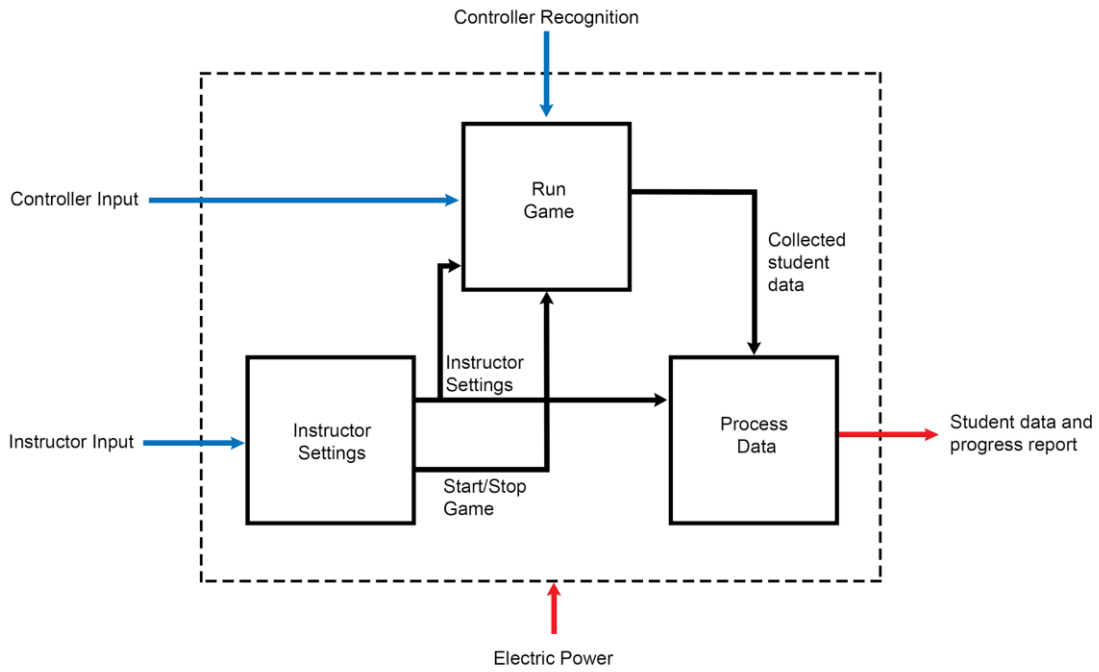 Controller Recognition
Run
Game
Controller Input
Collected
student
data
Instructor
Settings
Instructor Input
Instructor
Settings
Process
Data
Student data and
progress report
Start/Stop
Game
Electric Power